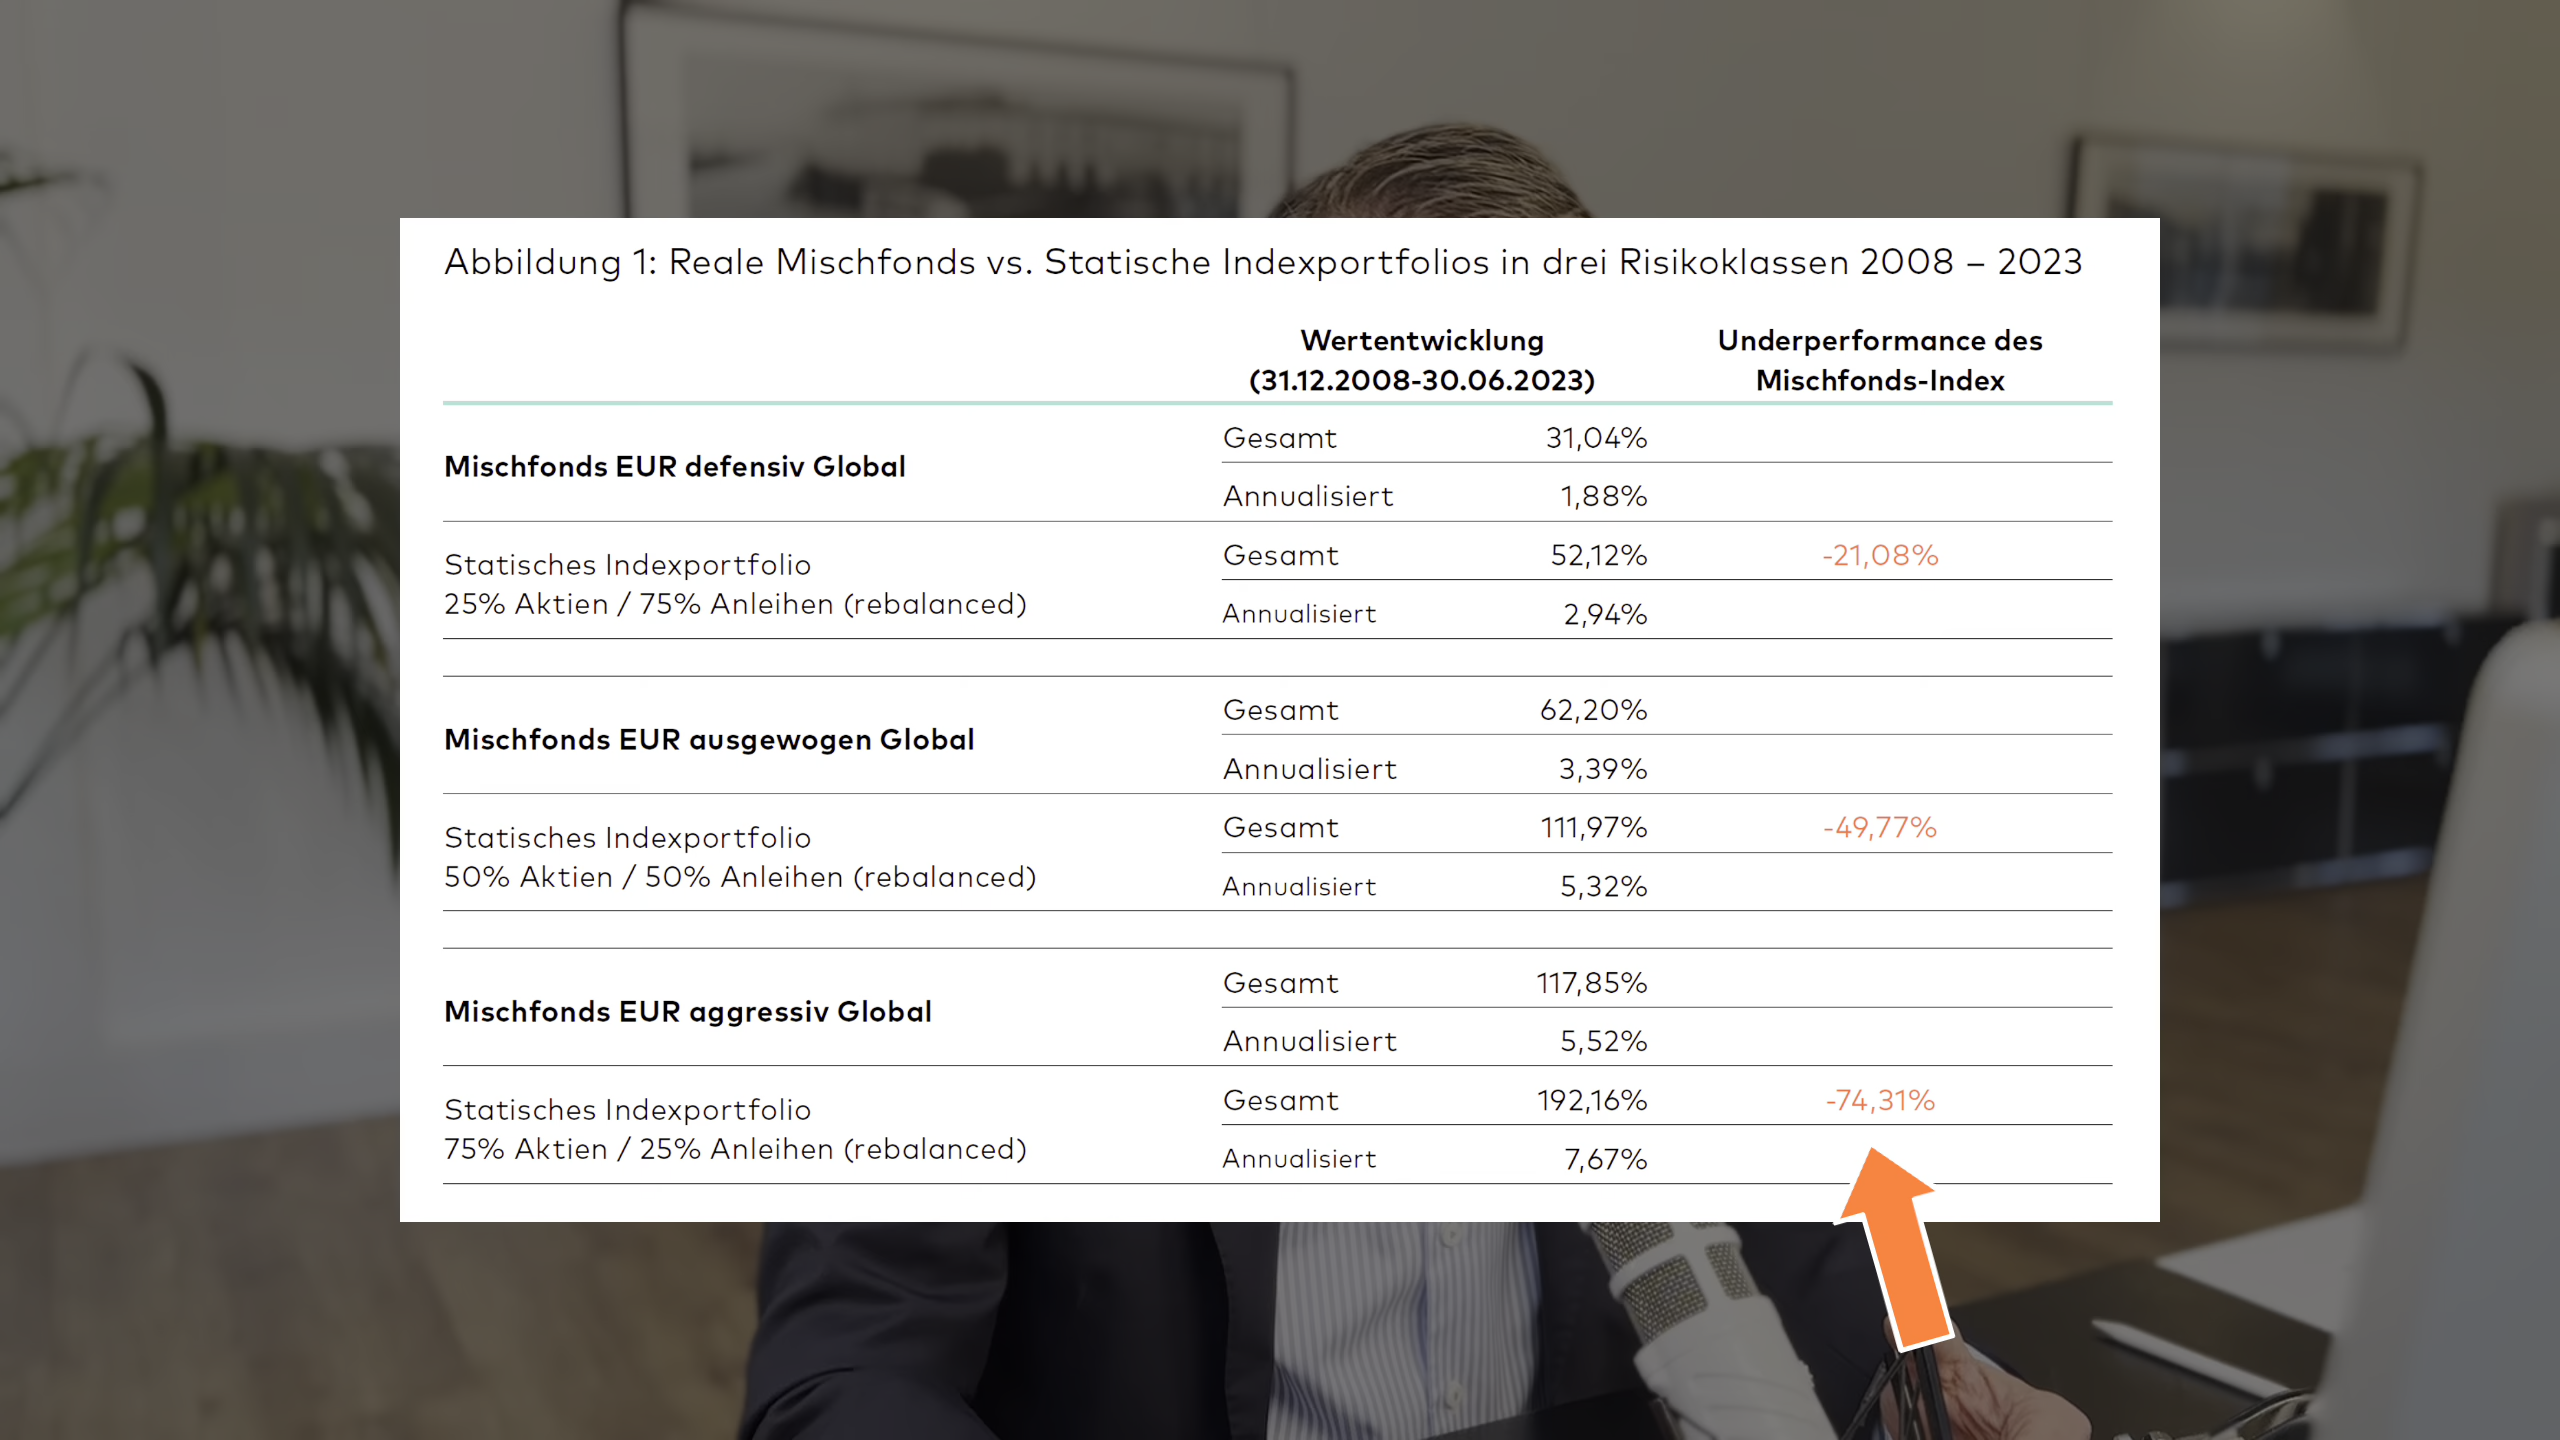 Abbildung 1: Reale Mischfonds vs. Statische Indexportfolios in drei Risikoklassen 2008 – 2023
Wertentwicklung
(31.12.2008-30.06.2023)
Underperformance des
Mischfonds-Index
Mischfonds EUR defensiv Global
Gesamt 31,04%
Annualisiert 1,88%
Statisches Indexportfolio
25% Aktien / 75% Anleihen (rebalanced)
Gesamt 52,12% -21,08%
Annualisiert 2,94%
Mischfonds EUR ausgewogen Global
Gesamt 62,20%
Annualisiert 3,39%
Statisches Indexportfolio
50% Aktien / 50% Anleihen (rebalanced)
Gesamt 111,97% -49,77%
Annualisiert 5,32%
Mischfonds EUR aggressiv Global
Gesamt 117,85%
Annualisiert 5,52%
Statisches Indexportfolio
75% Aktien / 25% Anleihen (rebalanced)
Gesamt 192,16% -74,31%
Annualisiert 7,67%